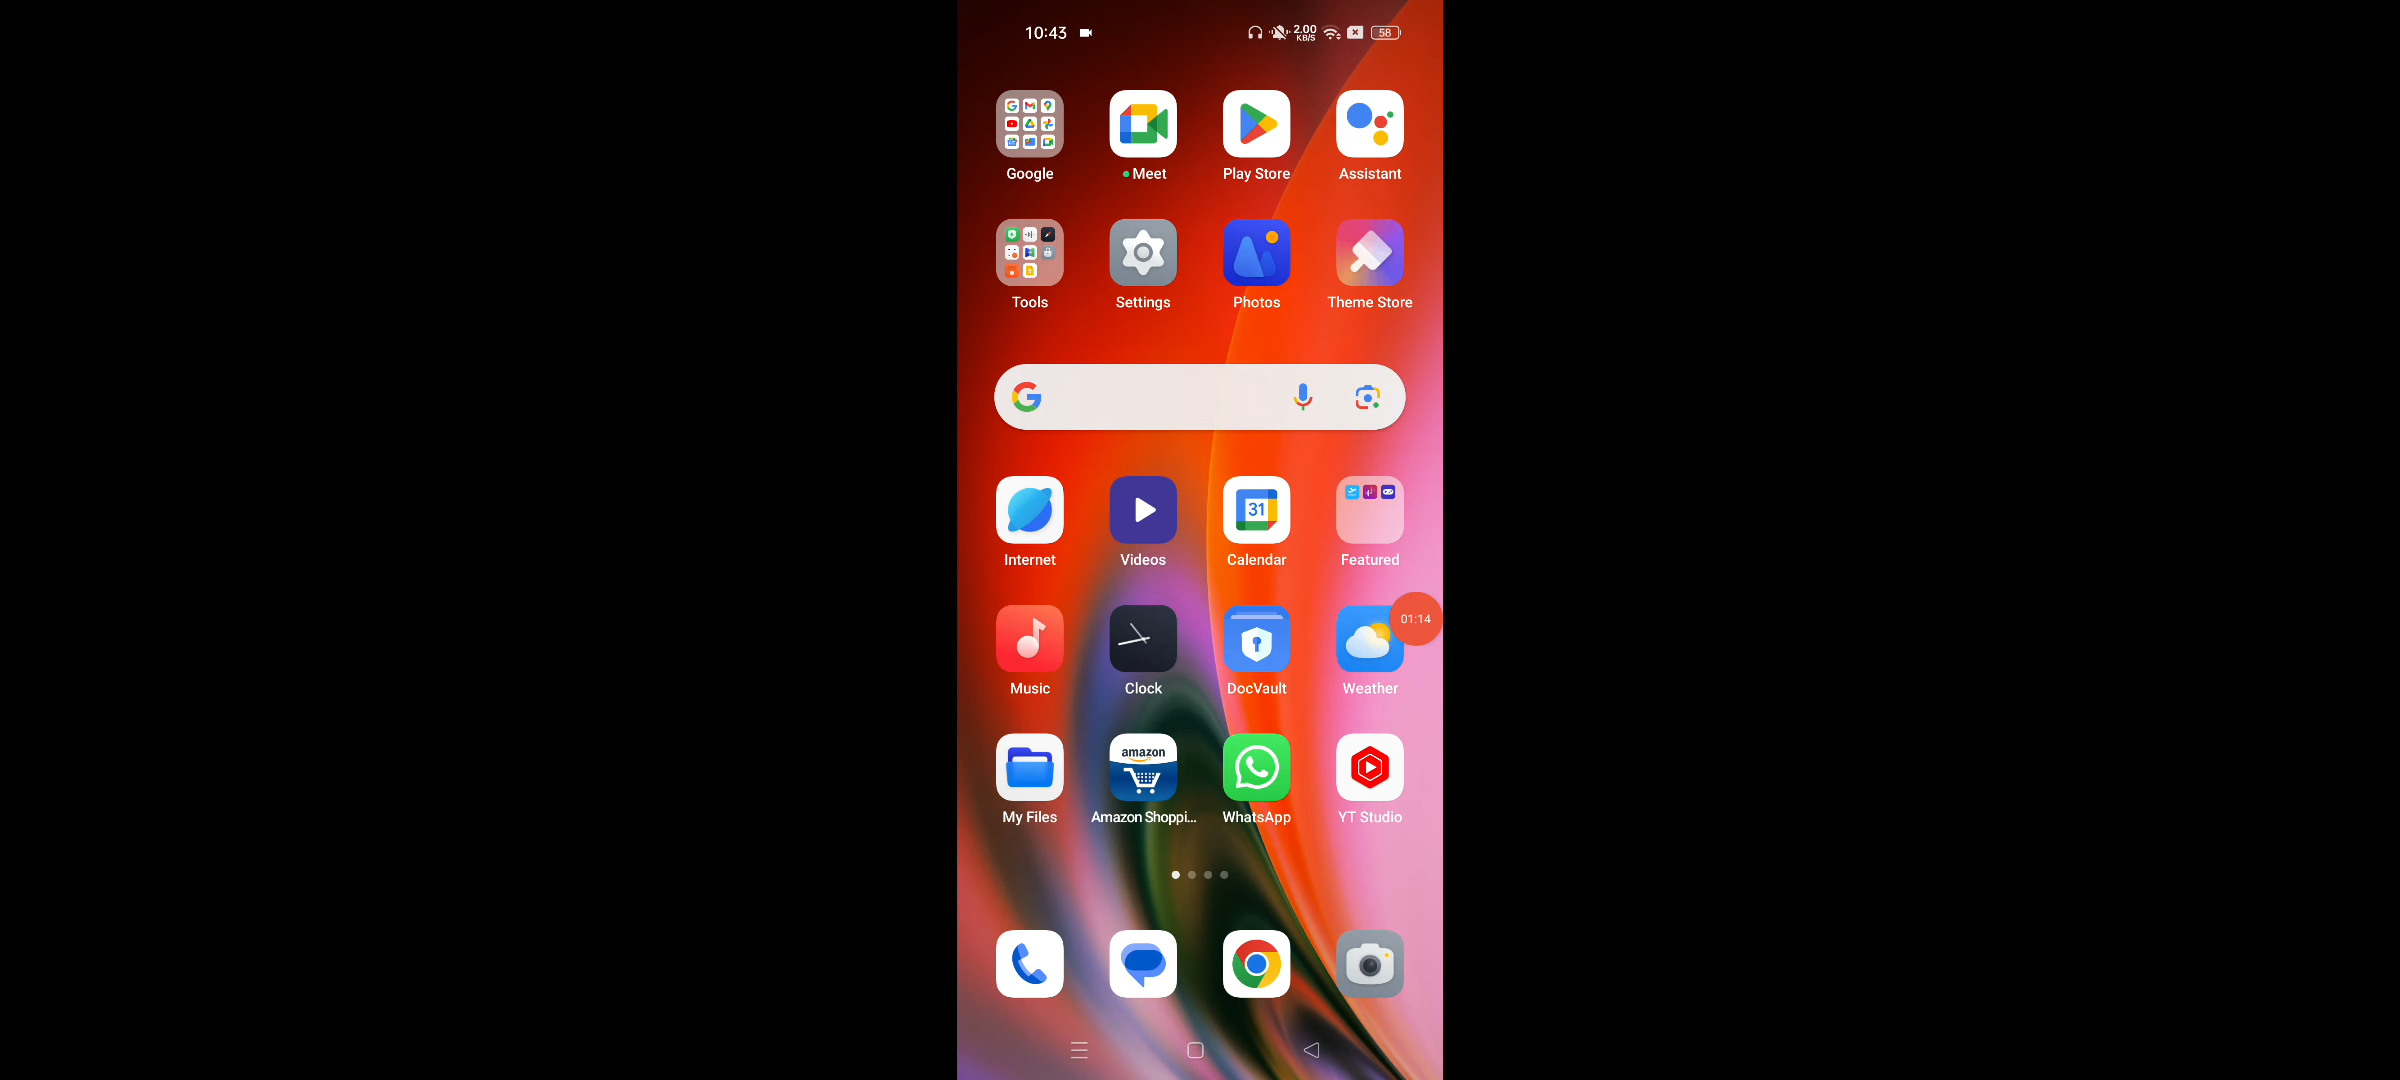 10:43
2.00
KB/S
58
Google
Meet
Play Store
Assistant
Tools
Settings
Photos
Theme Store
31
Internet
Videos
Calendar
Featured
01:14
Music
Clock
DocVault
Weather
amazon
My Files
Amazon Shoppi...
WhatsApp
YT Studio